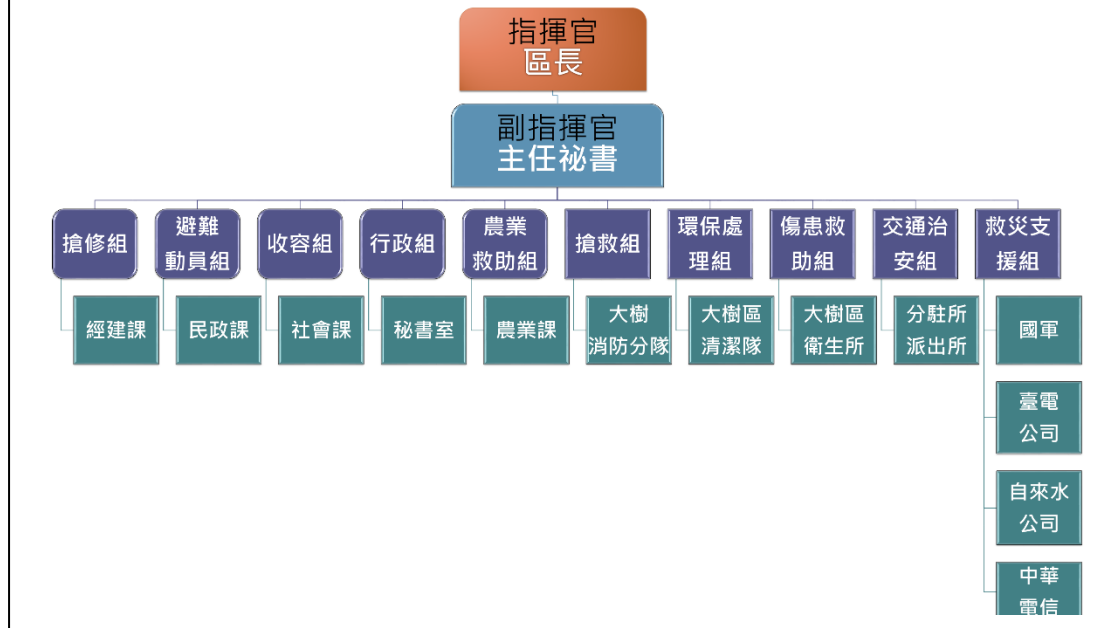 指揮官
區長
副指揮官
主任祕書
搶修組
避難
動員組
收容組
行政組
農業
救助組
搶救組
環保處
理組
傷患救
助組
交通治
安組
救災支
援組
經建課
民政課
社會課
秘書室
農業課
大樹
消防分隊
大樹區
清潔隊
大樹區
衛生所
分駐所
派出所
國軍
臺電
公司
自來水
公司
中華
電信